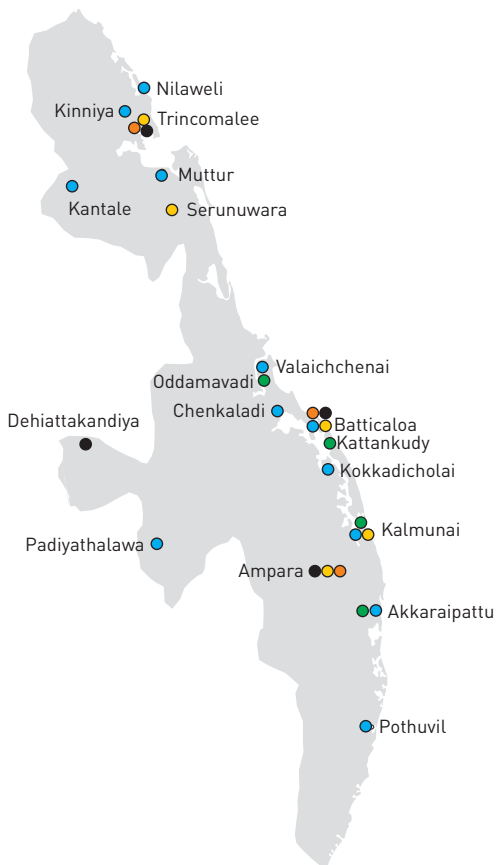 Nilaweli
Kinniya
Trincomalee
Muttur
Kantale
Serunuwara
Valaichchenai
Oddamavadi
Chenkaladi
Dehiattakandiya
Batticaloa
Kattankudy
Kokkadicholai
Kalmunai
Padiyathalawa
Ampara
Akkaraipattu
Pothuvil